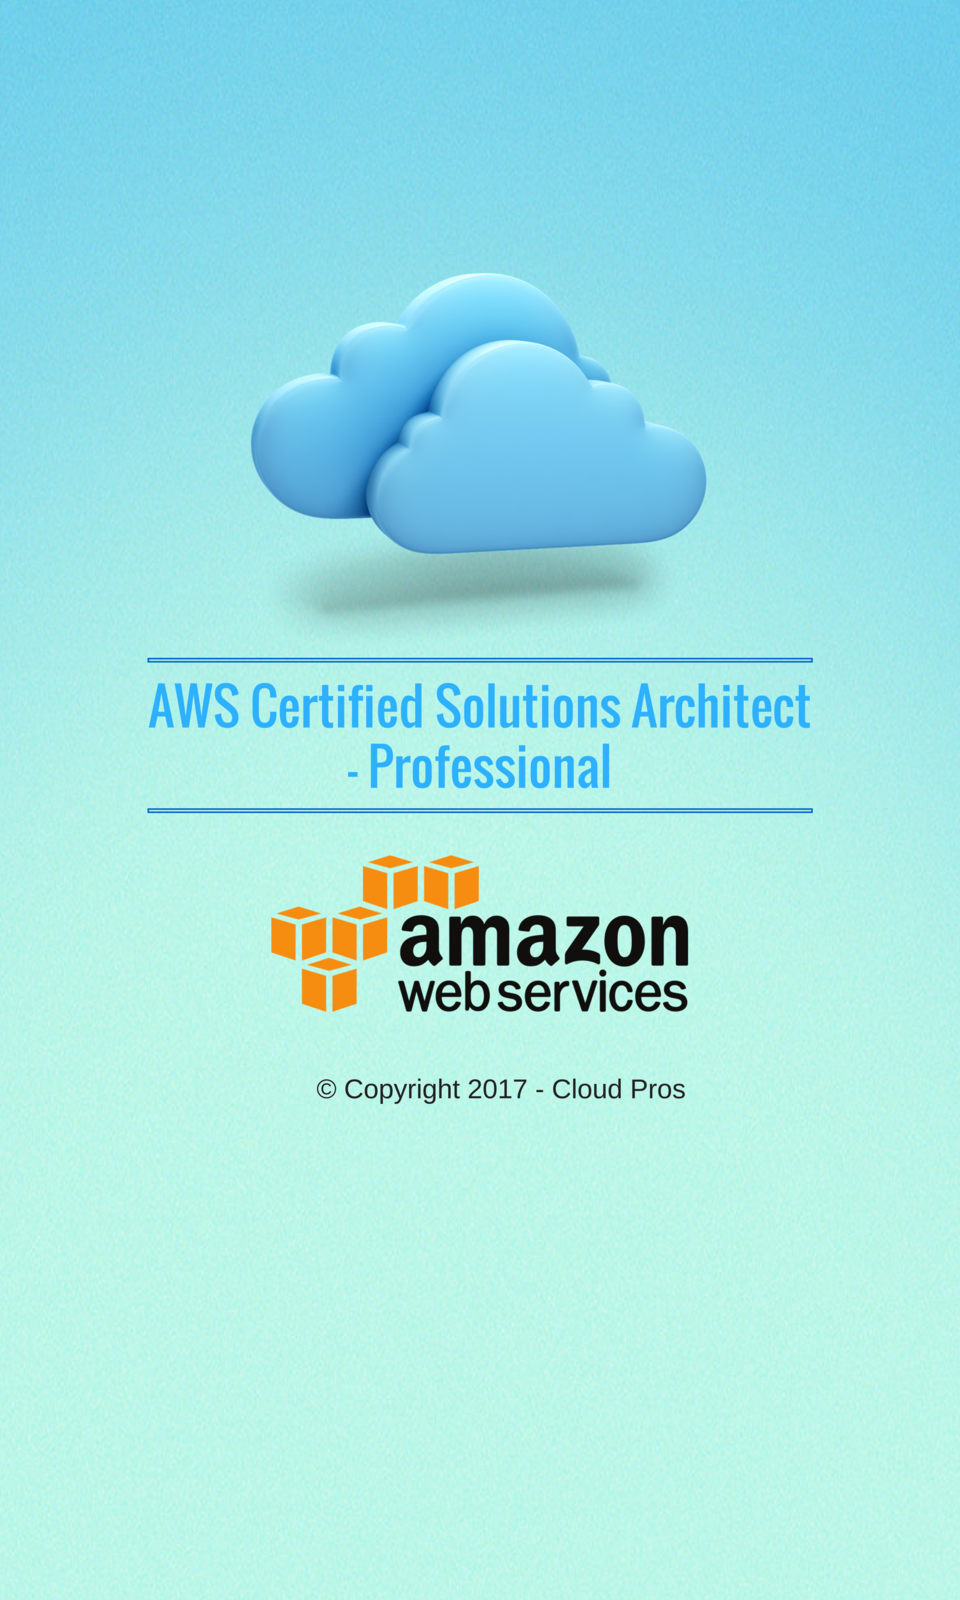 AWS Certified Solutions Architect
- Professional
amazon
web services
© Copyright 2017 - Cloud Pros